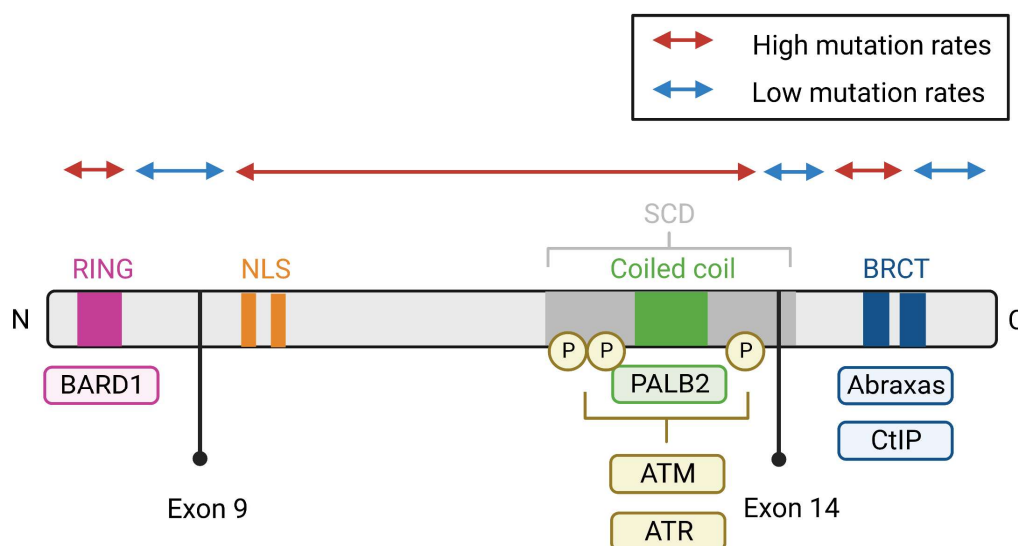 High mutation rates
Low mutation rates
SCD
RING
NLS
Coiled coil
BRCT
N
C
P
P
P
BARD1
PALB2
Abraxas
CtIP
ATM
Exon 9
Exon 14
ATR